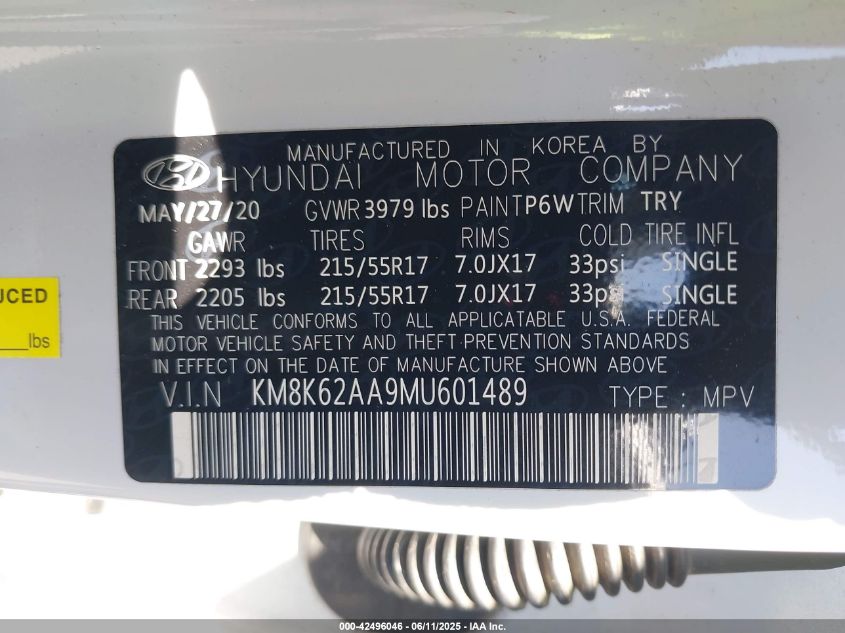 MANUFACTURED IN KOREA BY
HYUNDAI MOTOR COMPANY
MAY/27/20 GVWR 3979 lbs PAINT P6W TRIM TRY
GAWR TIRES RIMS COLD TIRE INFL
FRONT 2293 lbs 215/55R17 7.0JX17 33psi SINGLE
REAR 2205 lbs 215/55R17 7.0JX17 33psi SINGLE
THIS VEHICLE CONFORMS TO ALL APPLICATABLE U.S.A. FEDERAL
MOTOR VEHICLE SAFETY AND THEFT PREVENTION STANDARDS
IN EFFECT ON THE DATE OF MANUFACTURE SHOWN ABOVE
V.I.N KM8K62AA9MU601489 TYPE : MPV
UCED
lbs
000-42496046 - 06/11/2025 - IAA Inc.